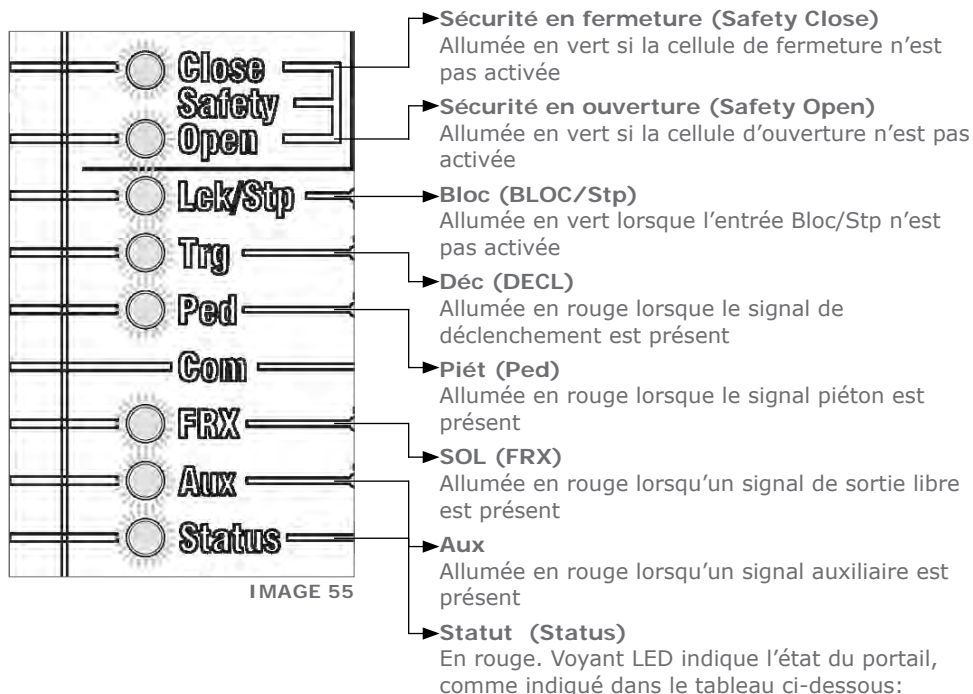 Close
Safety
Open
Lck/Stp
Trg
Ped
Com
FRX
Aux
Status
IMAGE 55
Sécurité en fermeture (Safety Close)
Allumée en vert si la cellule de fermeture n'est
pas activée
Sécurité en ouverture (Safety Open)
Allumée en vert si la cellule d'ouverture n'est pas
activée
Bloc (BLOC/Stp)
Allumée en vert lorsque l'entrée Bloc/Stp n'est
pas activée
Déc (DECL)
Allumée en rouge lorsque le signal de
déclenchement est présent
Piét (Ped)
Allumée en rouge lorsque le signal piéton est
présent
SOL (FRX)
Allumée en rouge lorsqu'un signal de sortie libre
est présent
Aux
Allumée en rouge lorsqu'un signal auxiliaire est
présent
Statut (Status)
En rouge. Voyant LED indique l'état du portail,
comme indiqué dans le tableau ci-dessous: